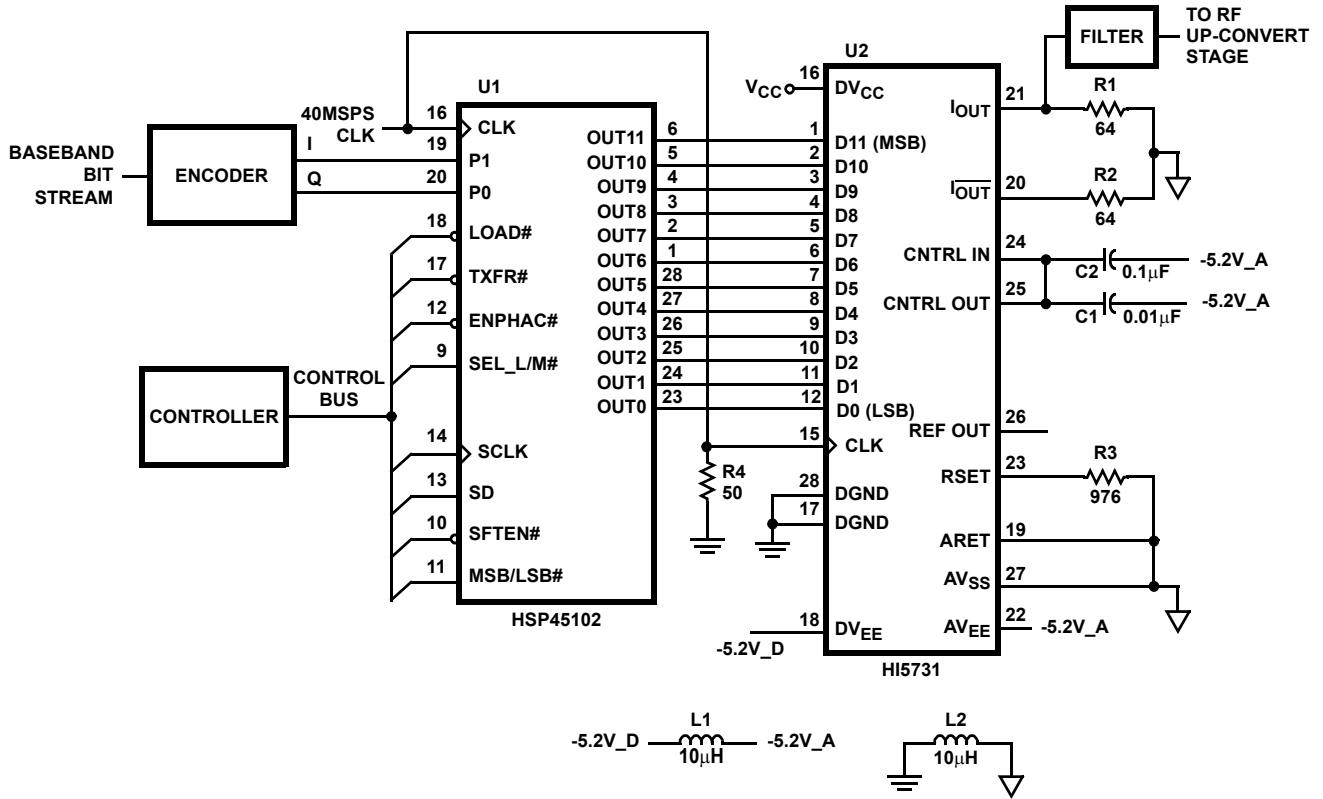 BASEBAND
BIT
STREAM
ENCODER
I
Q
40MSPS
CLK
CONTROLLER
CONTROL
BUS
U1
16
CLK
19
P1
20
P0
18
LOAD#
17
TXFR#
12
ENPHAC#
9
SEL_L/M#
14
SCLK
13
SD
10
SFTEN#
11
MSB/LSB#
OUT11
6
OUT10
5
OUT9
4
OUT8
3
OUT7
2
OUT6
1
OUT5
28
OUT4
27
OUT3
26
OUT2
25
OUT1
24
OUT0
23
HSP45102
R4
50
U2
VCC
16
DVCC
1
D11 (MSB)
2
D10
3
D9
4
D8
5
D7
6
D6
7
D5
8
D4
9
D3
10
D2
11
D1
12
D0 (LSB)
15
CLK
28
DGND
17
DGND
18
DVEE
-5.2V_D
IOUT
21
IOUT
20
CNTRL IN
24
CNTRL OUT
25
REF OUT
26
RSET
23
ARET
19
AVSS
27
AVEE
22
-5.2V_A
HI5731
FILTER
TO RF
UP-CONVERT
STAGE
R1
64
R2
64
C2
0.1μF
-5.2V_A
C1
0.01μF
-5.2V_A
R3
976
-5.2V_D
L1
10μH
-5.2V_A
L2
10μH